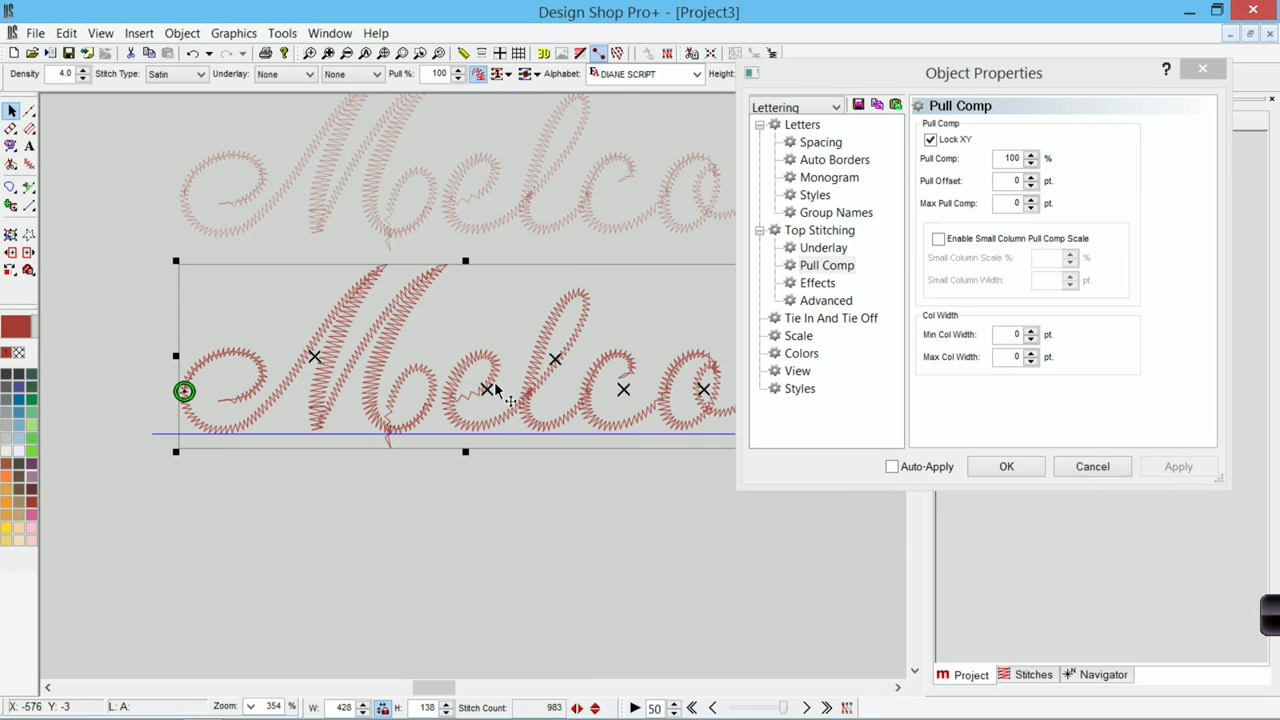 Design Shop Pro+ - [Project3]
File Edit View Insert Object Graphics Tools Window Help
Density 4.0 Stitch Type: Satin Underlay: None None Pull %: 100 Alphabet: DIANE SCRIPT Height:
Object Properties
Lettering
Letters
Spacing
Auto Borders
Monogram
Styles
Group Names
Top Stitching
Underlay
Pull Comp
Effects
Advanced
Tie In And Tie Off
Scale
Colors
View
Styles
Pull Comp
Pull Comp
Lock XY
Pull Comp: 100 %
Pull Offset: 0 pt.
Max Pull Comp: 0 pt.
Enable Small Column Pull Comp Scale
Small Column Scale %: %
Small Column Width: pt.
Col Width
Min Col Width: 0 pt.
Max Col Width: 0 pt.
Auto-Apply OK Cancel Apply
Melco
Melco
Project Stitches Navigator
X: -576 Y: -3 L: A: Zoom: 354 % W: 428 H: 138 Stitch Count: 983 50